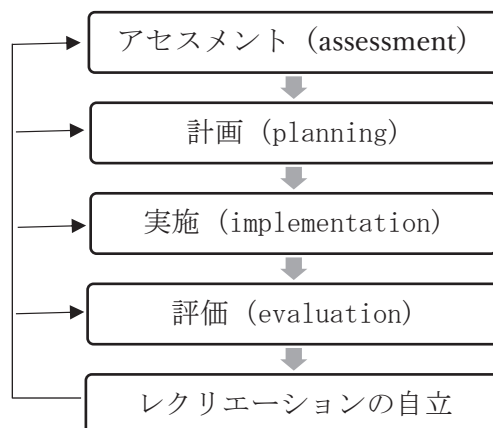 アセスメント（assessment）
計画（planning）
実施（implementation）
評価（evaluation）
レクリエーションの自立